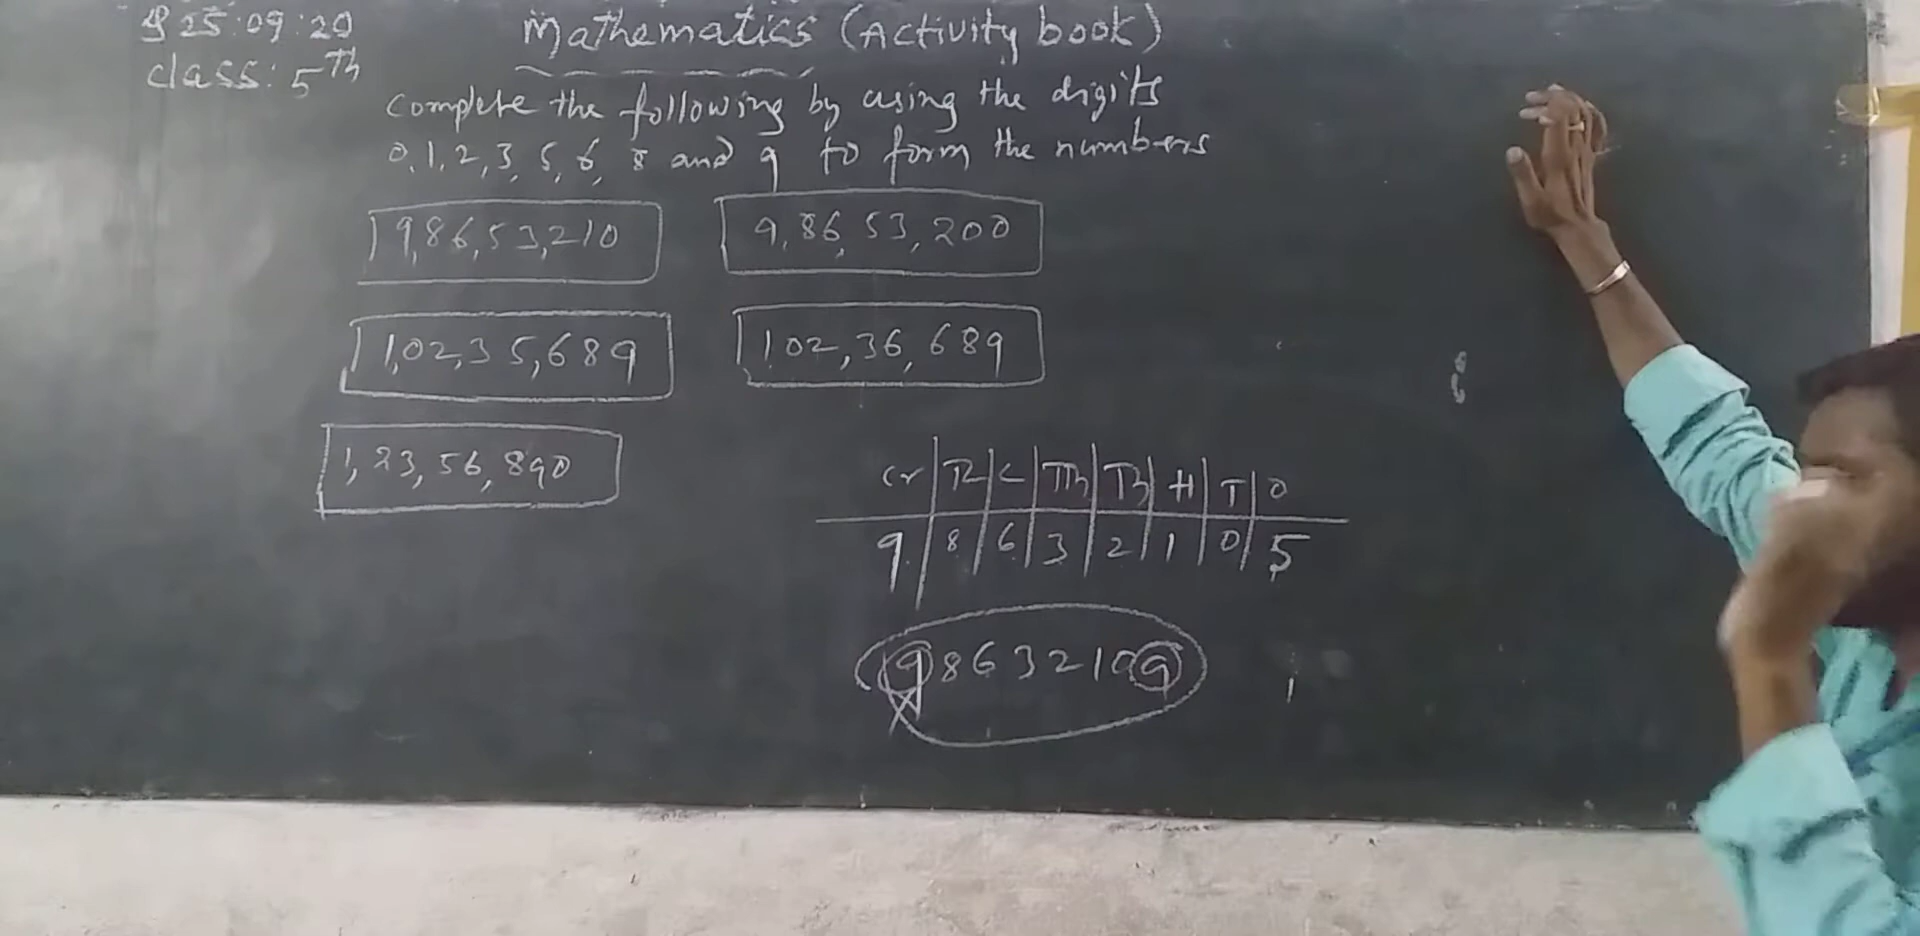 25:09:20
Mathematics (Activity book)
class: 5Th
complete the following by using the digits
0,1,2,3,5,6,8 and 9 to form the numbers
9,86,53,210
9,86,53,200
1,02,35,689
1,02,36,689
1,23,56,890
Cr TL L TTh Th H T O
9 8 6 3 2 1 0 5
98632109